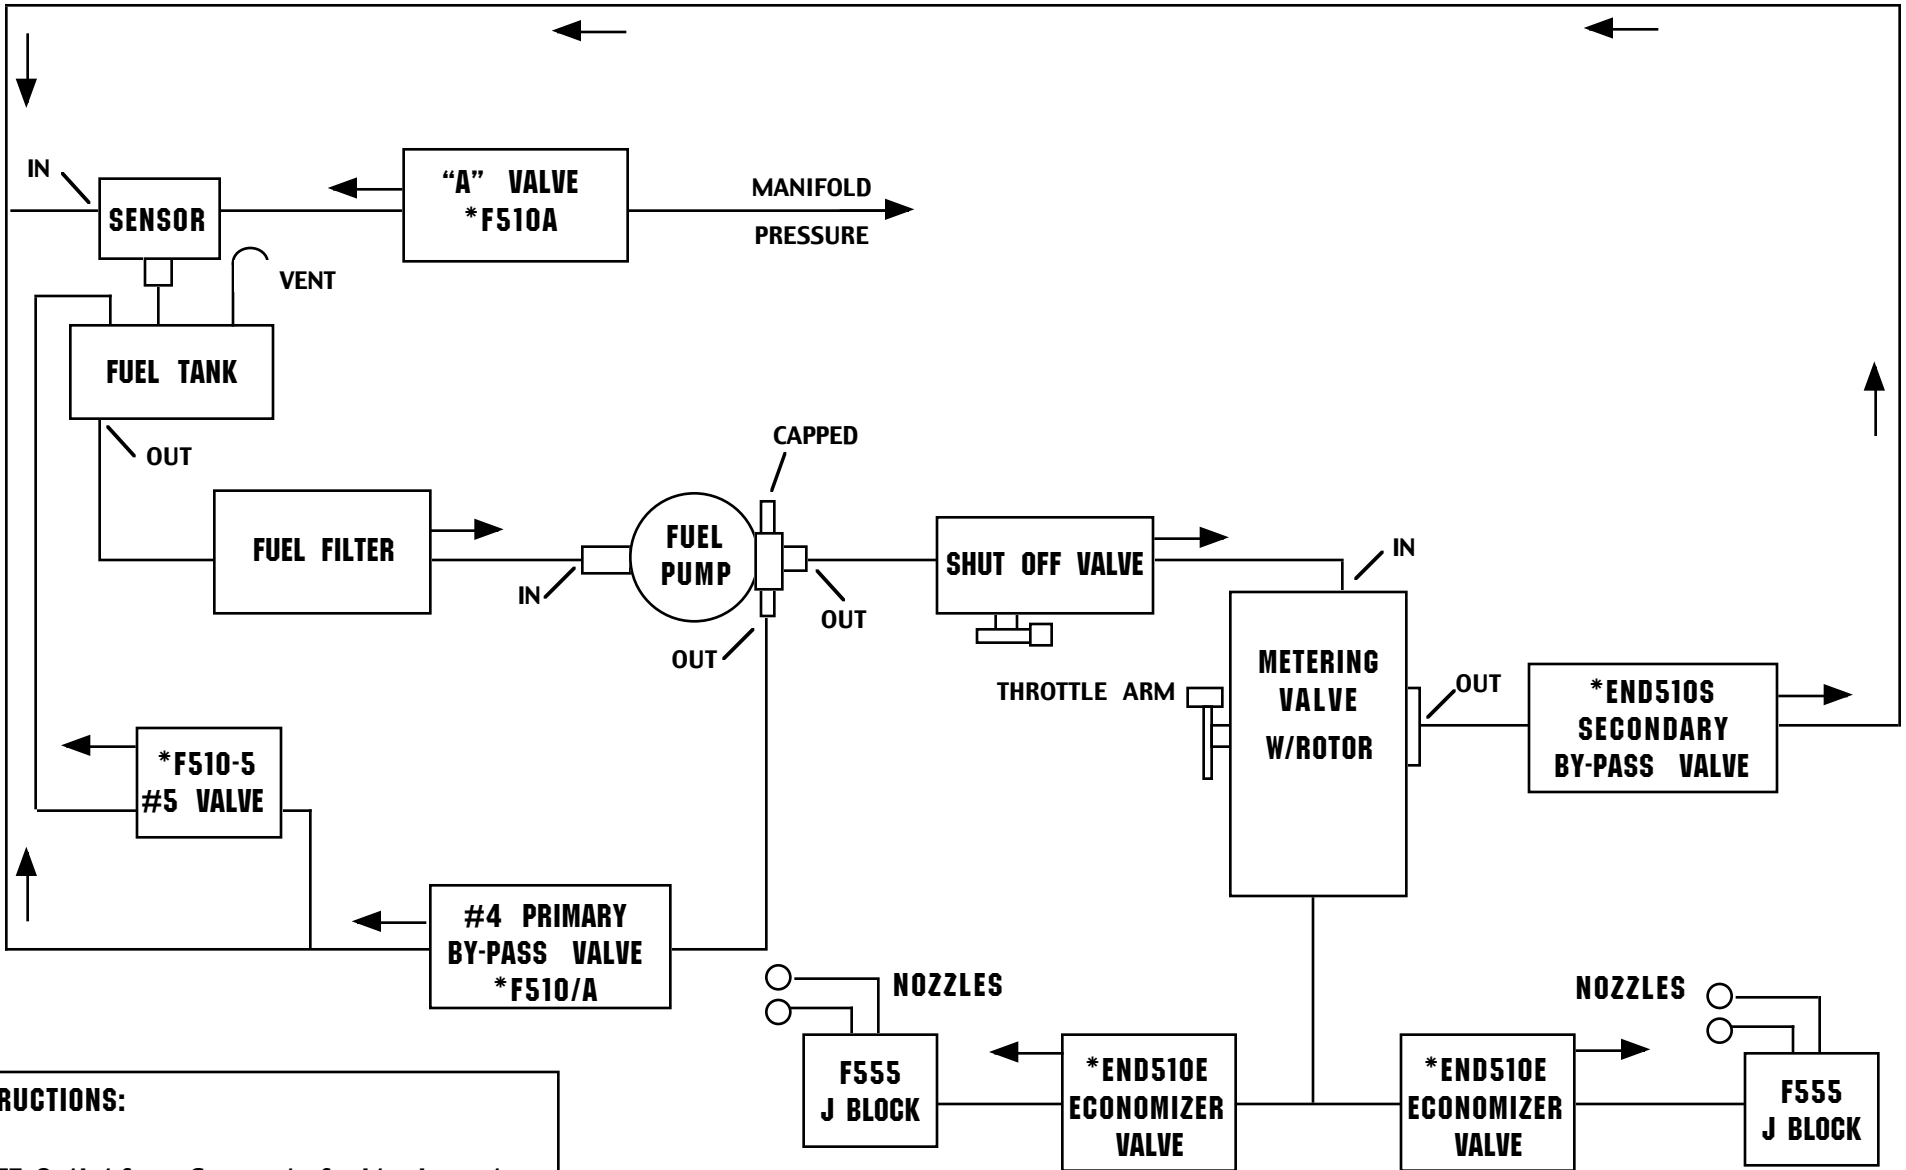 IN
SENSOR
"A" VALVE
*F510A
MANIFOLD
PRESSURE
VENT
FUEL TANK
OUT
CAPPED
FUEL FILTER
IN
FUEL
PUMP
OUT
OUT
SHUT OFF VALVE
IN
THROTTLE ARM
METERING
VALVE
W/ROTOR
OUT
*END510S
SECONDARY
BY-PASS VALVE
*F510-5
#5 VALVE
#4 PRIMARY
BY-PASS VALVE
*F510/A
NOZZLES
F555
J BLOCK
*END510E
ECONOMIZER
VALVE
*END510E
ECONOMIZER
VALVE
NOZZLES
F555
J BLOCK
RUCTIONS: